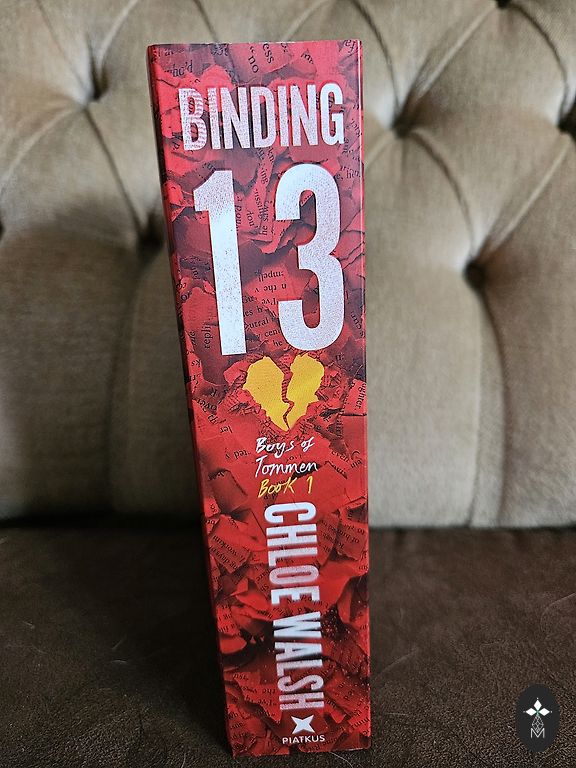 BINDING
13
Boys of
Tommen
Book 1
CHLOE WALSH
PIATKUS